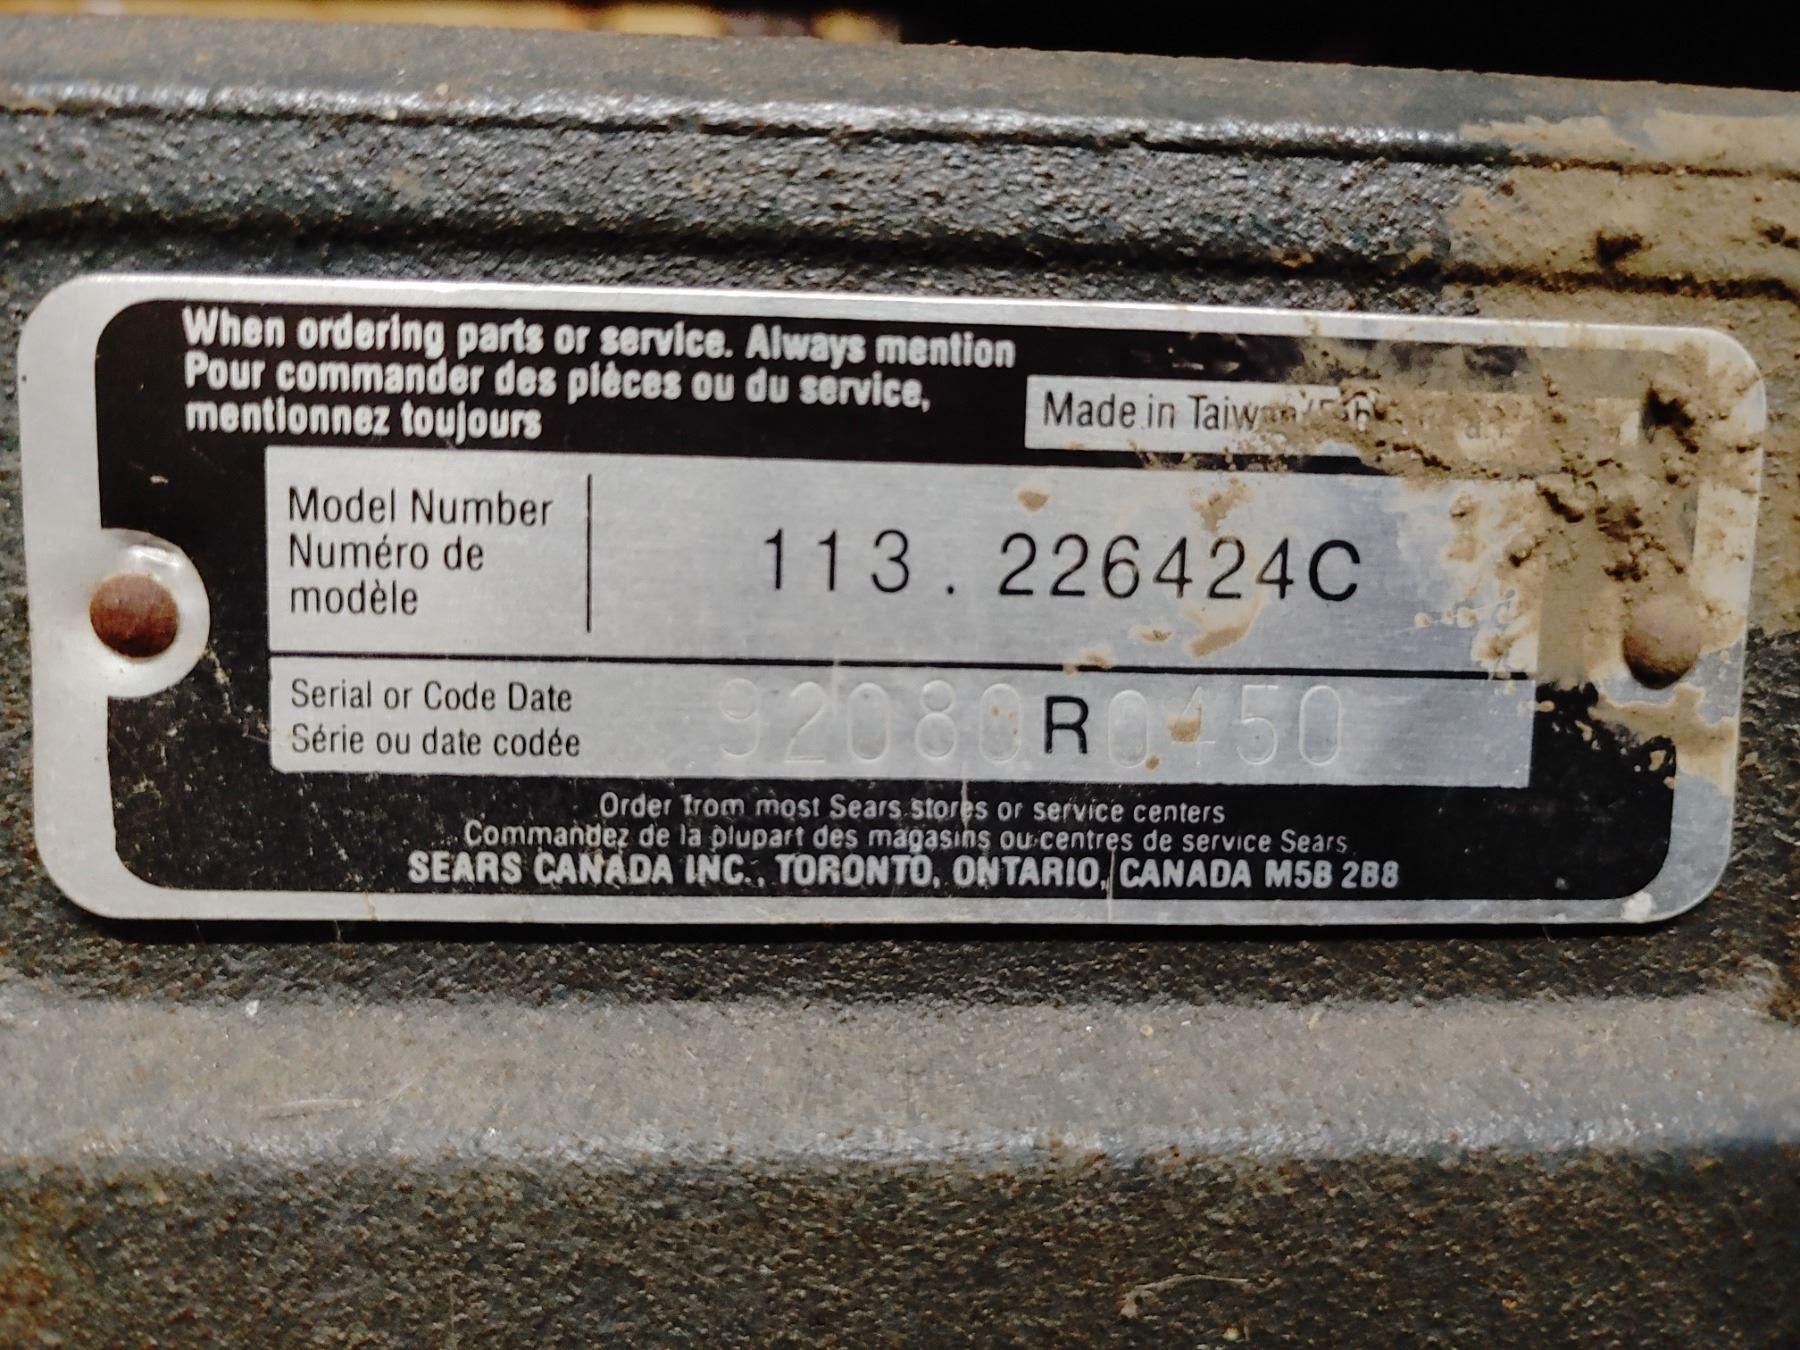 When ordering parts or service. Always mention
Pour commander des pièces ou du service,
mentionnez toujours
Made in Taiwan
Model Number
Numéro de
modèle
113.226424C
Serial or Code Date
Série ou date codée
92080R0450
Order from most Sears stores or service centers
Commandez de la plupart des magasins ou centres de service Sears
SEARS CANADA INC., TORONTO, ONTARIO, CANADA M5B 2B8